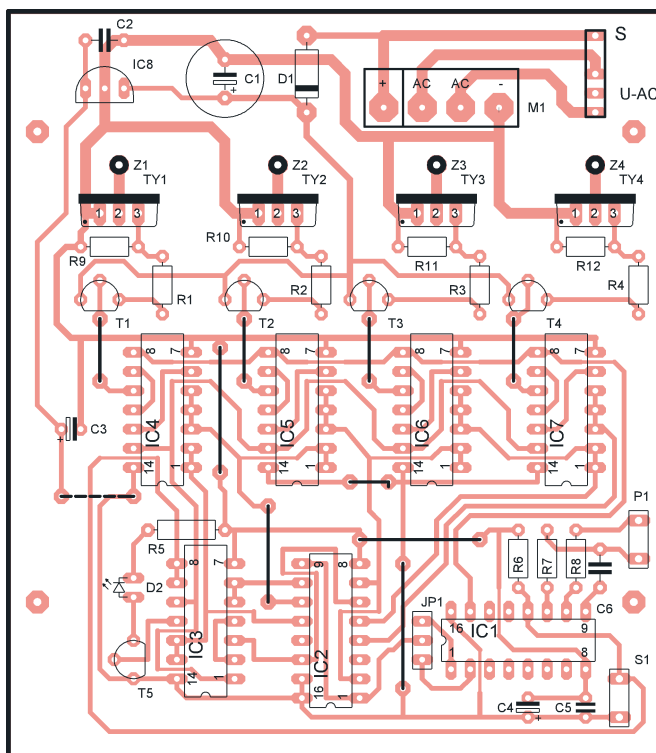 C2
S
IC8
C1
D1
+ AC AC -
M1
U-AC
+
Z1 Z2 Z3 Z4
TY1 TY2 TY3 TY4
1 2 3 1 2 3 1 2 3 1 2 3
R9 R10 R11 R12
R1 R2 R3 R4
T1 T2 T3 T4
8 7 8 7 8 7 8 7
IC4 IC5 IC6 IC7
C3
+
14 1 14 1 14 1 14 1
P1
R5
R6 R7 R8
8 7 9 8
D2
JP1
C6
16 IC1 9
IC3 IC2
1 8
S1
14 1 16 1
T5
C4 C5
+